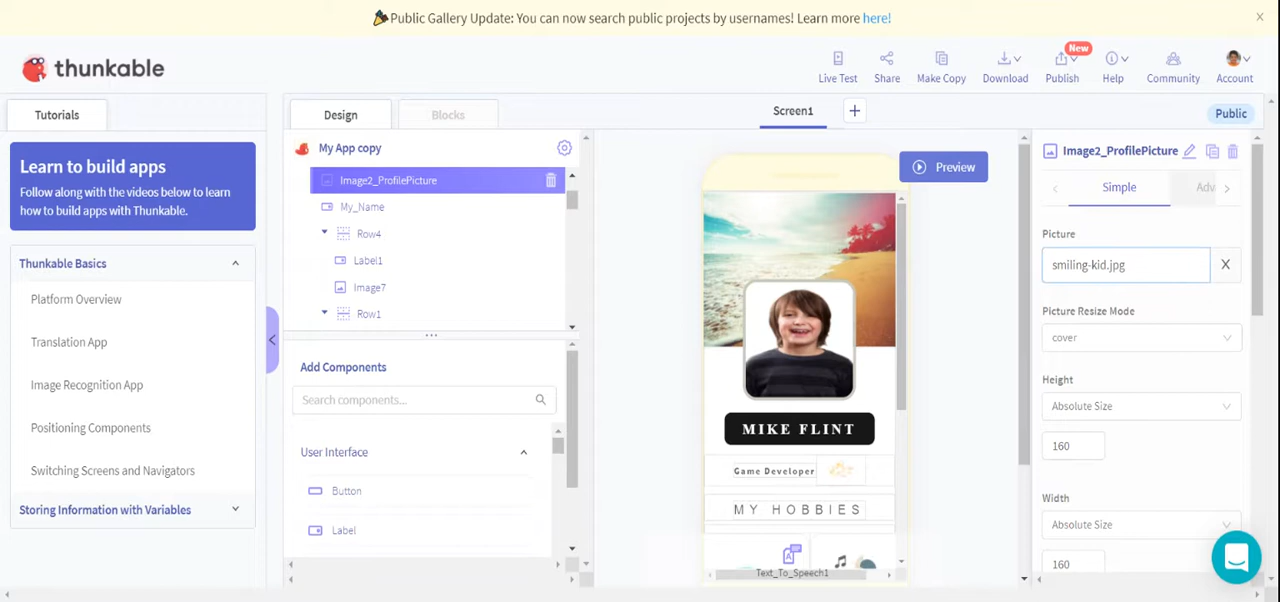 Public Gallery Update: You can now search public projects by usernames! Learn more here!
X
thunkable
New
Live Test
Share
Make Copy
Download
Publish
Help
Community
Account
Tutorials
Design
Blocks
Screen1
+
Public
Learn to build apps
Follow along with the videos below to learn
how to build apps with Thunkable.
Thunkable Basics
Platform Overview
Translation App
Image Recognition App
Positioning Components
Switching Screens and Navigators
Storing Information with Variables
My App copy
Image2_ProfilePicture
My_Name
Row4
Label1
Image7
Row1
Add Components
Search components...
User Interface
Button
Label
Preview
MIKE FLINT
Game Developer
MY HOBBIES
A
Text_To_Speech1
Image2_ProfilePicture
Simple
Adv
Picture
smiling-kid.jpg
X
Picture Resize Mode
cover
Height
Absolute Size
160
Width
Absolute Size
160